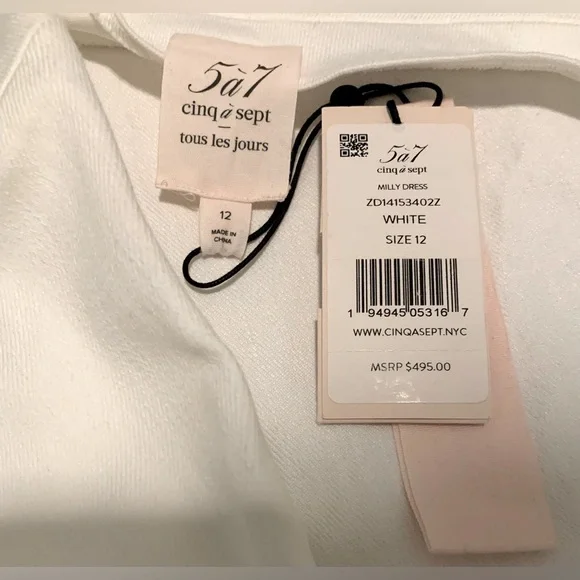 5à7
cinq à sept
tous les jours
12
MADE IN
CHINA
5à7
cinq à sept
MILLY DRESS
ZD14153402Z
WHITE
SIZE 12
1 94945 05316 7
WWW.CINQASEPT.NYC
MSRP $495.00